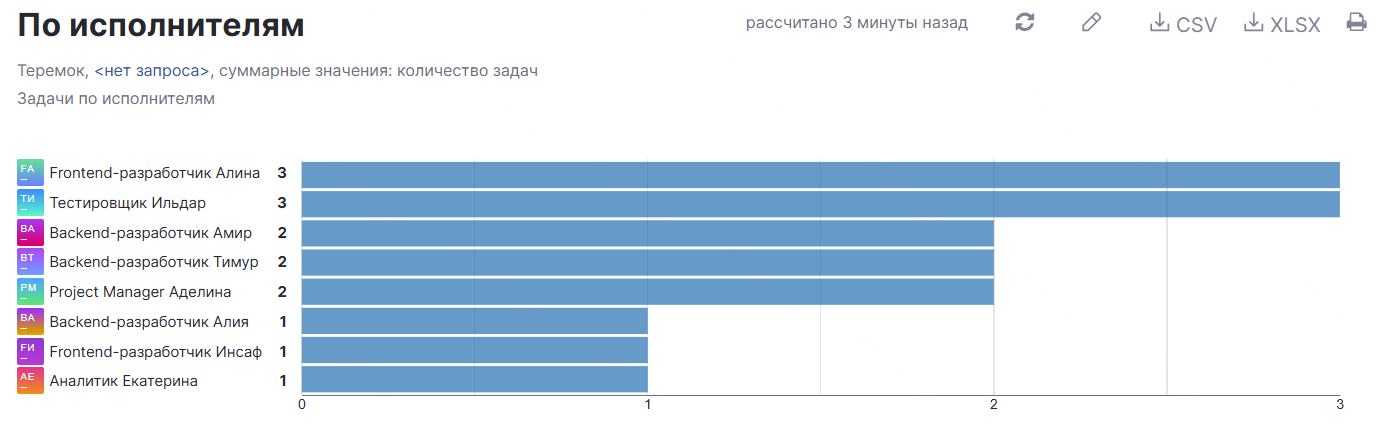 По исполнителям
рассчитано 3 минуты назад
CSV
XLSX
Теремок, <нет запроса>, суммарные значения: количество задач
Задачи по исполнителям
FA Frontend-разработчик Алина 3
ТИ Тестировщик Ильдар 3
BA Backend-разработчик Амир 2
BT Backend-разработчик Тимур 2
PM Project Manager Аделина 2
BA Backend-разработчик Алия 1
FИ Frontend-разработчик Инсаф 1
АЕ Аналитик Екатерина 1
0 1 2 3